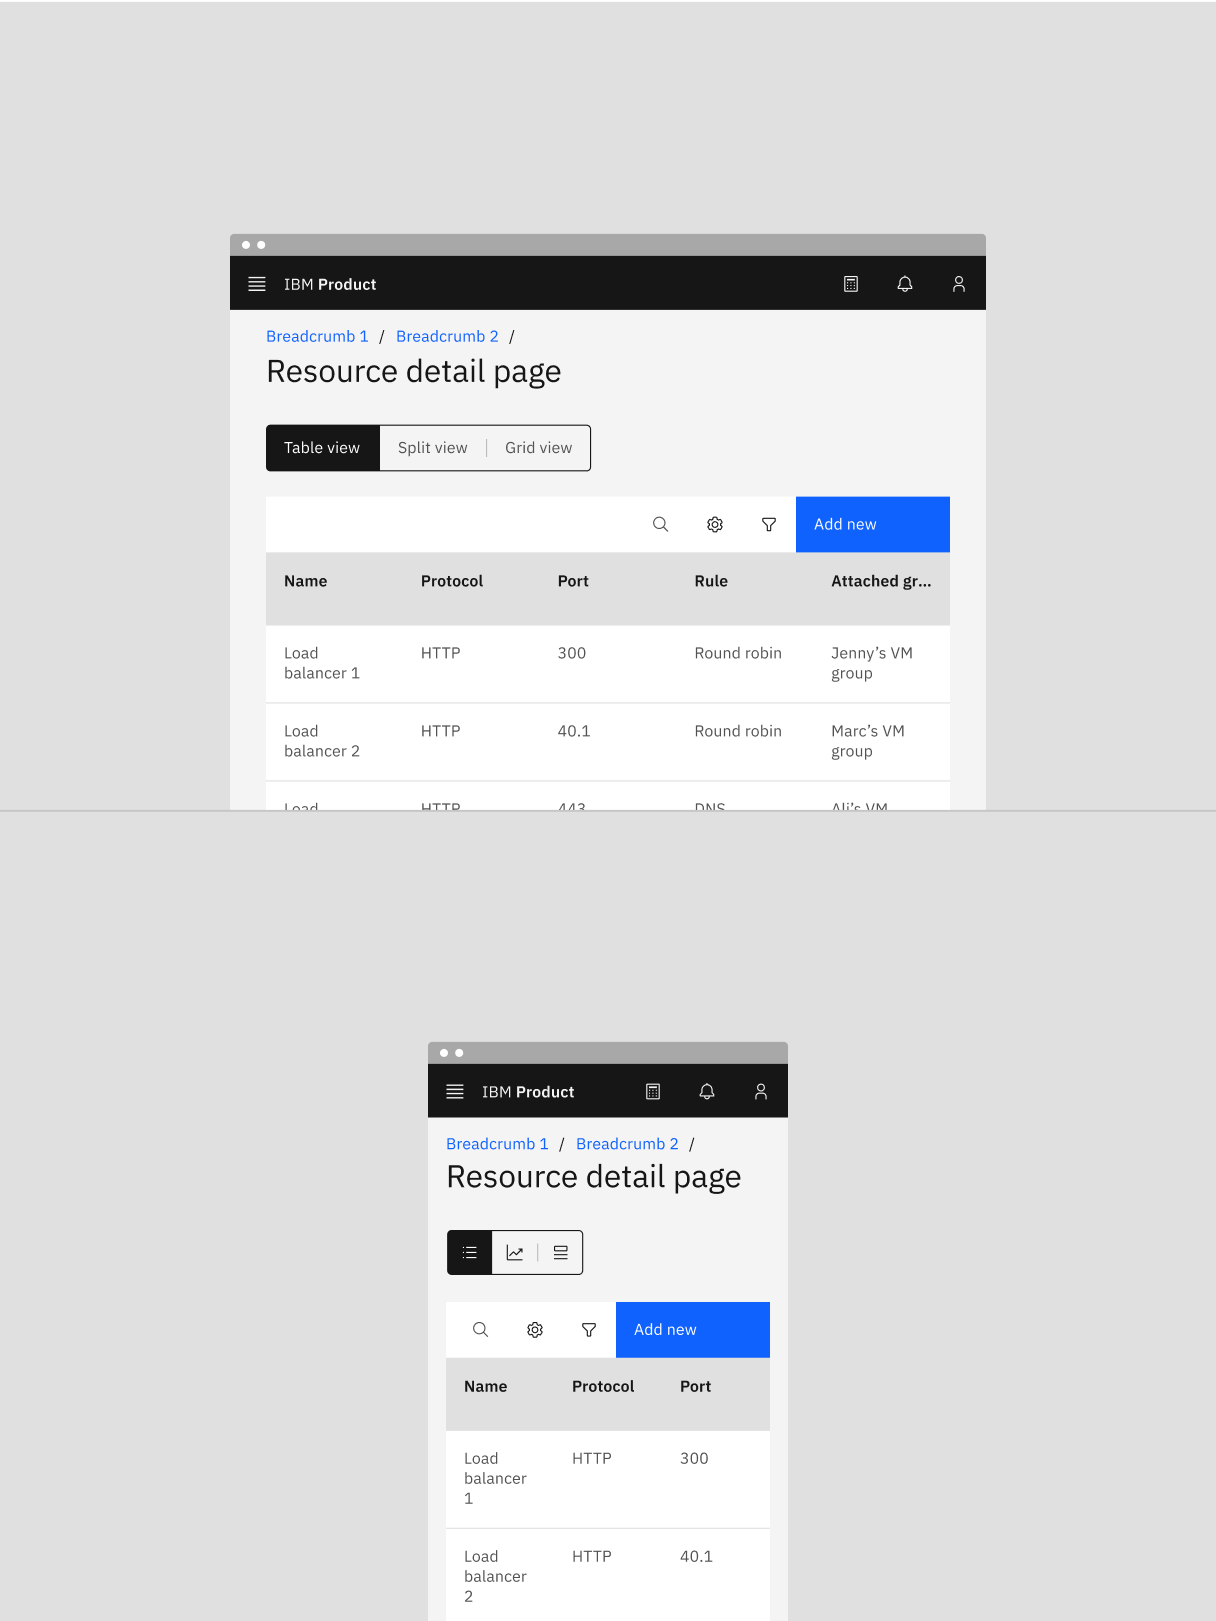 IBM Product
Breadcrumb 1 / Breadcrumb 2 /
Resource detail page
Table view Split view Grid view
Add new
Name Protocol Port Rule Attached gr...
Load balancer 1 HTTP 300 Round robin Jenny’s VM group
Load balancer 2 HTTP 40.1 Round robin Marc’s VM group
Load HTTP 443 DNS Ali’s VM
IBM Product
Breadcrumb 1 / Breadcrumb 2 /
Resource detail page
Add new
Name Protocol Port
Load balancer 1 HTTP 300
Load balancer 2 HTTP 40.1